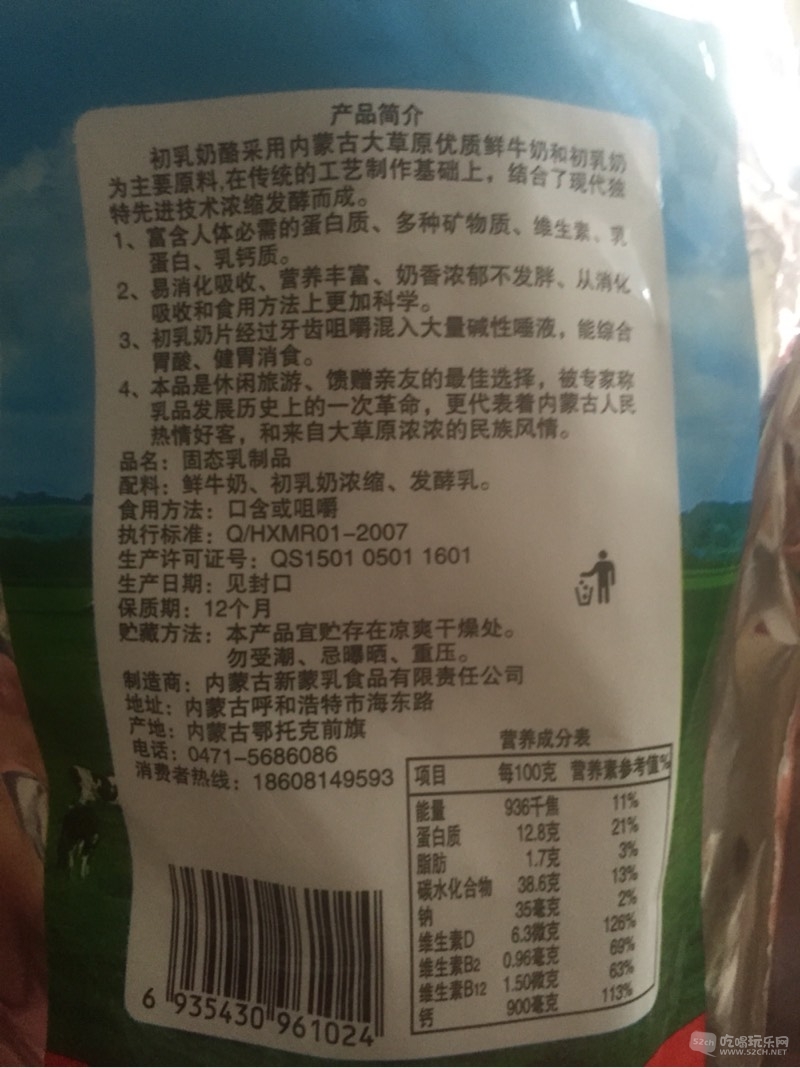 产品简介
初乳奶酪采用内蒙古大草原优质鲜牛奶和初乳奶
为主要原料,在传统的工艺制作基础上，结合了现代独
特先进技术浓缩发酵而成。
1、富含人体必需的蛋白质、多种矿物质、维生素、乳
蛋白、乳钙质。
2、易消化吸收、营养丰富、奶香浓郁不发胖、从消化
吸收和食用方法上更加科学。
3、初乳奶片经过牙齿咀嚼混入大量碱性唾液，能综合
胃酸、健胃消食。
4、本品是休闲旅游、馈赠亲友的最佳选择，被专家称
乳品发展历史上的一次革命，更代表着内蒙古人民
热情好客，和来自大草原浓浓的民族风情。
品名：固态乳制品
配料：鲜牛奶、初乳奶浓缩、发酵乳。
食用方法：口含或咀嚼
执行标准：Q/HXMR01-2007
生产许可证号：QS1501 0501 1601
生产日期：见封口
保质期：12个月
贮藏方法：本产品宜贮存在凉爽干燥处。
勿受潮、忌曝晒、重压。
制造商：内蒙古新蒙乳食品有限责任公司
地址：内蒙古呼和浩特市海东路
产地：内蒙古鄂托克前旗
电话：0471-5686086
消费者热线：18608149593
营养成分表
项目 每100克 营养素参考值%
能量 936千焦 11%
蛋白质 12.8克 21%
脂肪 1.7克 3%
碳水化合物 38.6克 13%
钠 35毫克 2%
维生素D 6.3微克 126%
维生素B2 0.96毫克 69%
维生素B12 1.50微克 63%
钙 900毫克 113%
6 935430 961024
52ch 吃喝玩乐网
WWW.52CH.NET